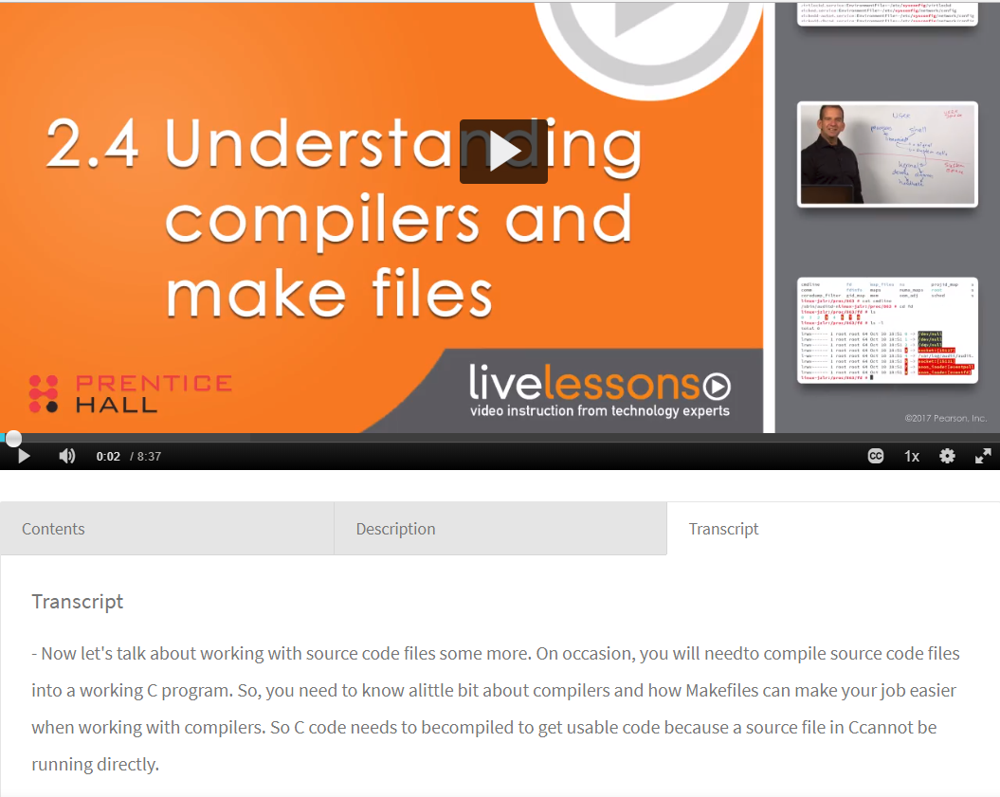 2.4 Understanding
compilers and
make files
PRENTICE
HALL
livelessons
video instruction from technology experts
USER
©2017 Pearson, Inc.
0:02 / 8:37
CC
1x
Contents
Description
Transcript
Transcript
- Now let's talk about working with source code files some more. On occasion, you will needto compile source code files
into a working C program. So, you need to know alittle bit about compilers and how Makefiles can make your job easier
when working with compilers. So C code needs to becompiled to get usable code because a source file in Ccannot be
running directly.